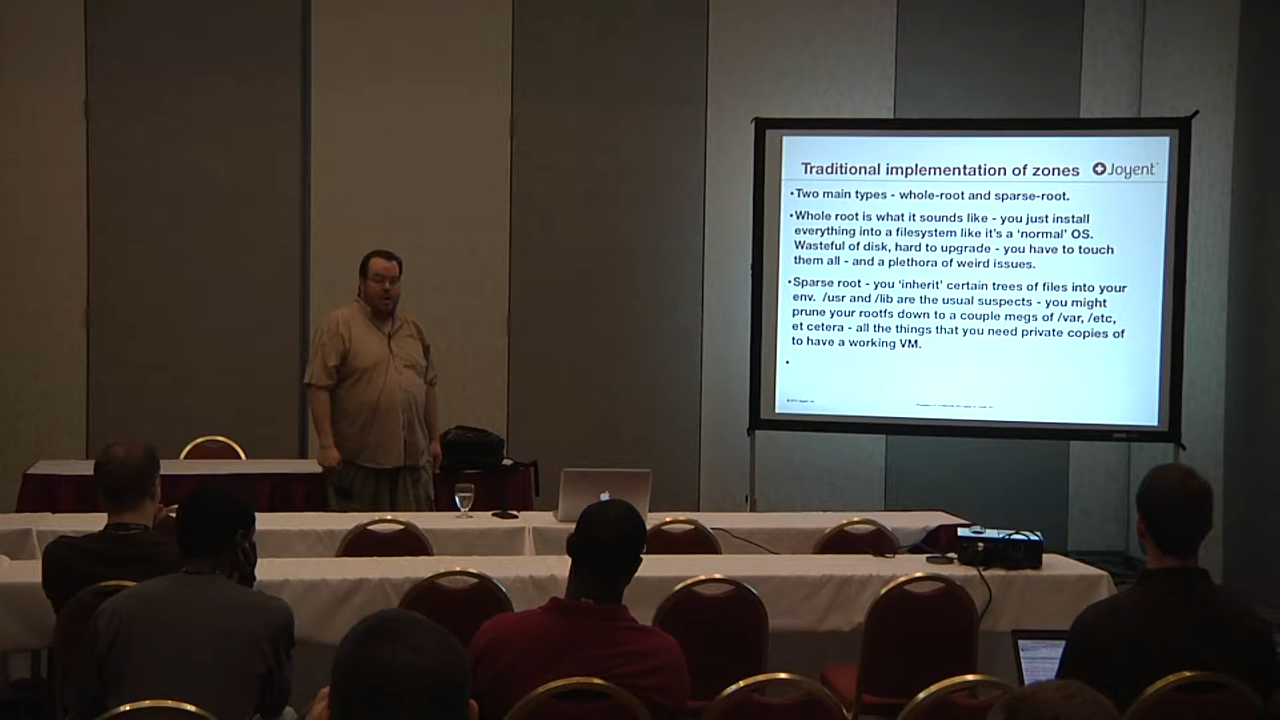 Traditional implementation of zones Joyent
•Two main types - whole-root and sparse-root.
•Whole root is what it sounds like - you just install
everything into a filesystem like it's a 'normal' OS.
Wasteful of disk, hard to upgrade - you have to touch
them all - and a plethora of weird issues.
•Sparse root - you 'inherit' certain trees of files into your
env. /usr and /lib are the usual suspects - you might
prune your rootfs down to a couple megs of /var, /etc,
et cetera - all the things that you need private copies of
to have a working VM.
•